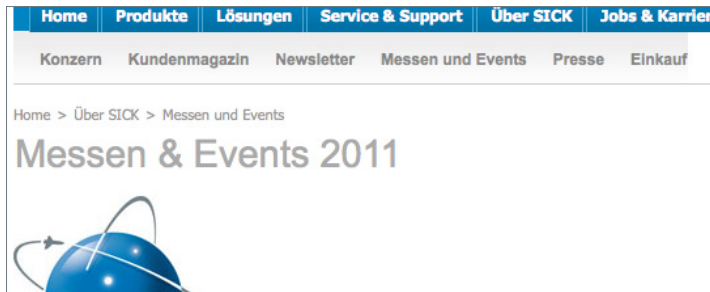 Home Produkte Lösungen Service & Support Über SICK Jobs & Karrier
Konzern Kundenmagazin Newsletter Messen und Events Presse Einkauf
Home > Über SICK > Messen und Events
Messen & Events 2011